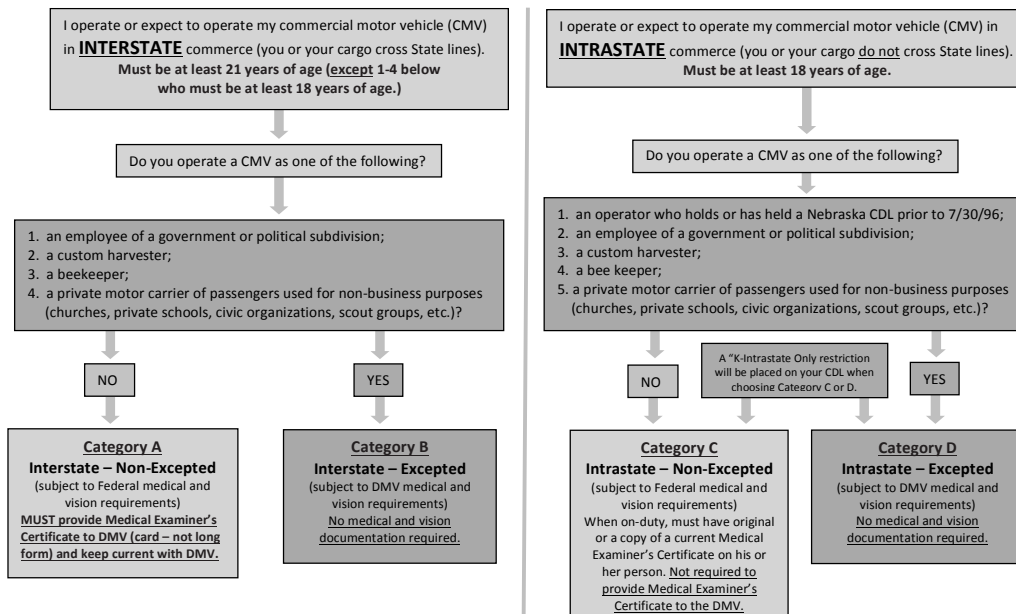 I operate or expect to operate my commercial motor vehicle (CMV)
in INTERSTATE commerce (you or your cargo cross State lines).
Must be at least 21 years of age (except 1-4 below
who must be at least 18 years of age.)
Do you operate a CMV as one of the following?
1. an employee of a government or political subdivision;
2. a custom harvester;
3. a beekeeper;
4. a private motor carrier of passengers used for non-business purposes
(churches, private schools, civic organizations, scout groups, etc.)?
NO
YES
Category A
Interstate – Non-Excepted
(subject to Federal medical and
vision requirements)
MUST provide Medical Examiner's
Certificate to DMV (card – not long
form) and keep current with DMV.
Category B
Interstate – Excepted
(subject to DMV medical and
vision requirements)
No medical and vision
documentation required.
I operate or expect to operate my commercial motor vehicle (CMV) in
INTRASTATE commerce (you or your cargo do not cross State lines).
Must be at least 18 years of age.
Do you operate a CMV as one of the following?
1. an operator who holds or has held a Nebraska CDL prior to 7/30/96;
2. an employee of a government or political subdivision;
3. a custom harvester;
4. a bee keeper;
5. a private motor carrier of passengers used for non-business purposes
(churches, private schools, civic organizations, scout groups, etc.)?
NO
A "K-Intrastate Only restriction
will be placed on your CDL when
choosing Category C or D.
YES
Category C
Intrastate – Non-Excepted
(subject to Federal medical and
vision requirements)
When on-duty, must have original
or a copy of a current Medical
Examiner's Certificate on his or
her person. Not required to
provide Medical Examiner's
Certificate to the DMV.
Category D
Intrastate – Excepted
(subject to DMV medical and
vision requirements)
No medical and vision
documentation required.